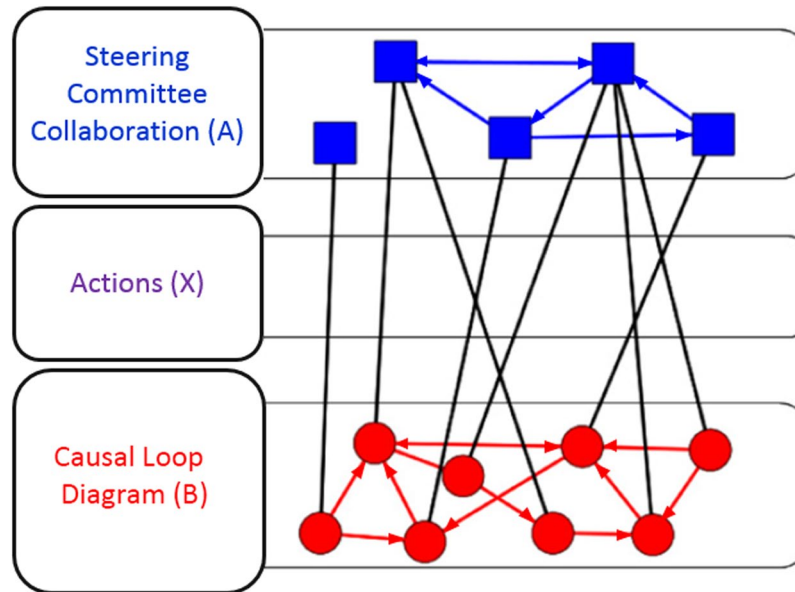 Steering
Committee
Collaboration (A)
Actions (X)
Causal Loop
Diagram (B)